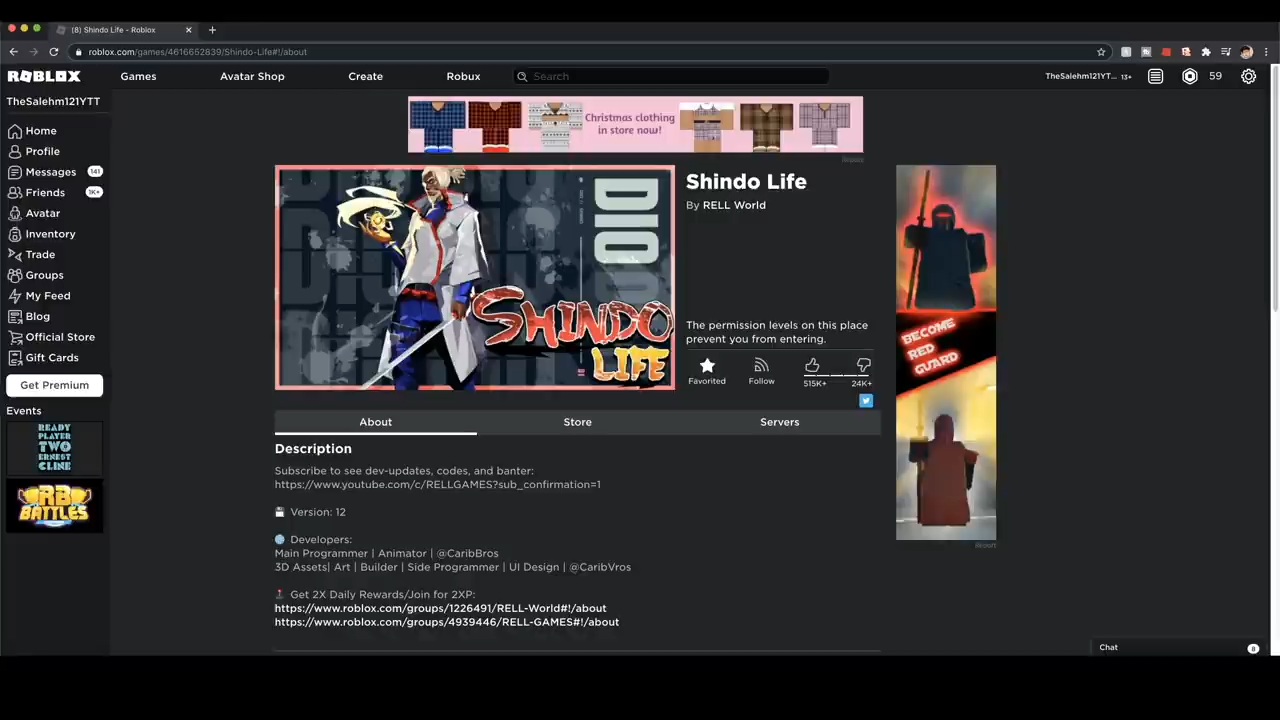 (8) Shindo Life - Roblox
roblox.com/games/4616652839/Shindo-Life#!/about
ROBLOX
Games
Avatar Shop
Create
Robux
Search
TheSalehm121YT... 13+
59
TheSalehm121YTT
Home
Profile
Messages 141
Friends 1K+
Avatar
Inventory
Trade
Groups
My Feed
Blog
Official Store
Gift Cards
Get Premium
Events
READY
PLAYER
TWO
ERNEST
CLINE
RB
BATTLES
Christmas clothing
in store now!
DIO
SHINDO
LIFE
Shindo Life
By RELL World
The permission levels on this place
prevent you from entering.
Favorited
Follow
515K+
24K+
About
Store
Servers
Description
Subscribe to see dev-updates, codes, and banter:
https://www.youtube.com/c/RELLGAMES?sub_confirmation=1
Version: 12
Developers:
Main Programmer | Animator | @CaribBros
3D Assets| Art | Builder | Side Programmer | UI Design | @CaribVros
Get 2X Daily Rewards/Join for 2XP:
https://www.roblox.com/groups/1226491/RELL-World#!/about
https://www.roblox.com/groups/4939446/RELL-GAMES#!/about
BECOME
RED
GUARD
Chat
8